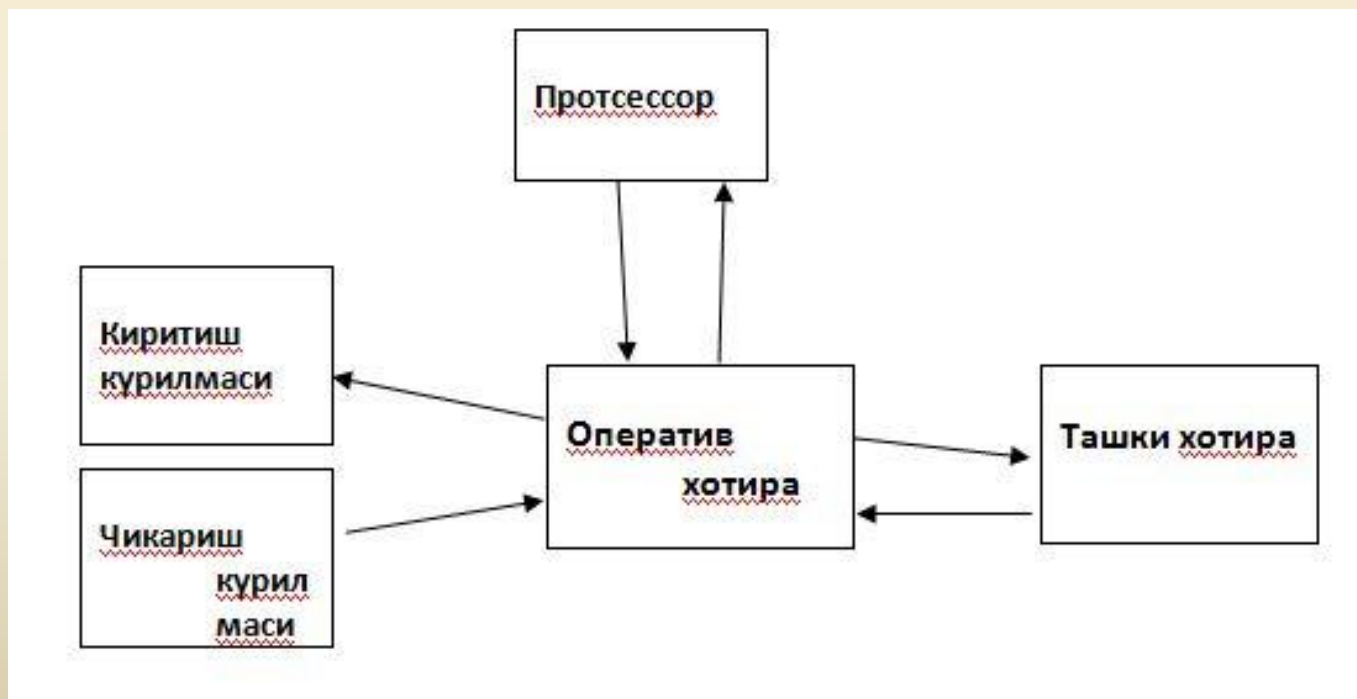 Протсессор
Киритиш
курилмаси
Оператив
хотира
Ташки хотира
Чикариш
курил
маси